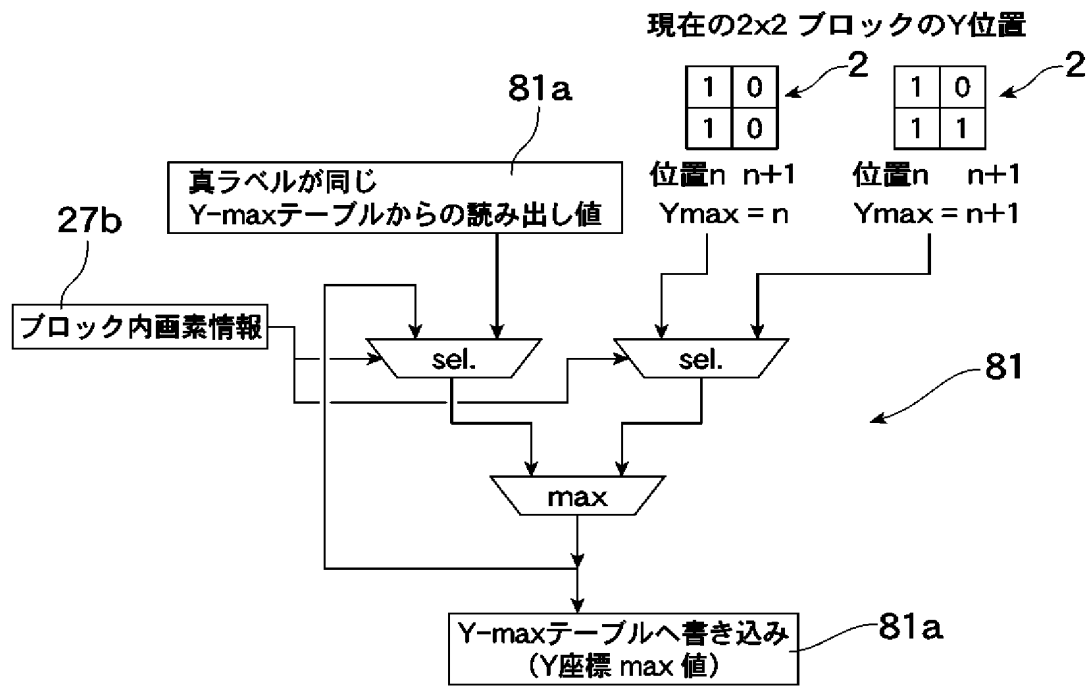 現在の2x2 ブロックのY位置
2
2
81a
1 0
1 0
1 0
1 1
位置n n+1
位置n n+1
真ラベルが同じ
Y-maxテーブルからの読み出し値
Ymax = n
Ymax = n+1
27b
ブロック内画素情報
sel.
sel.
81
max
Y-maxテーブルへ書き込み
（Y座標 max 値）
81a